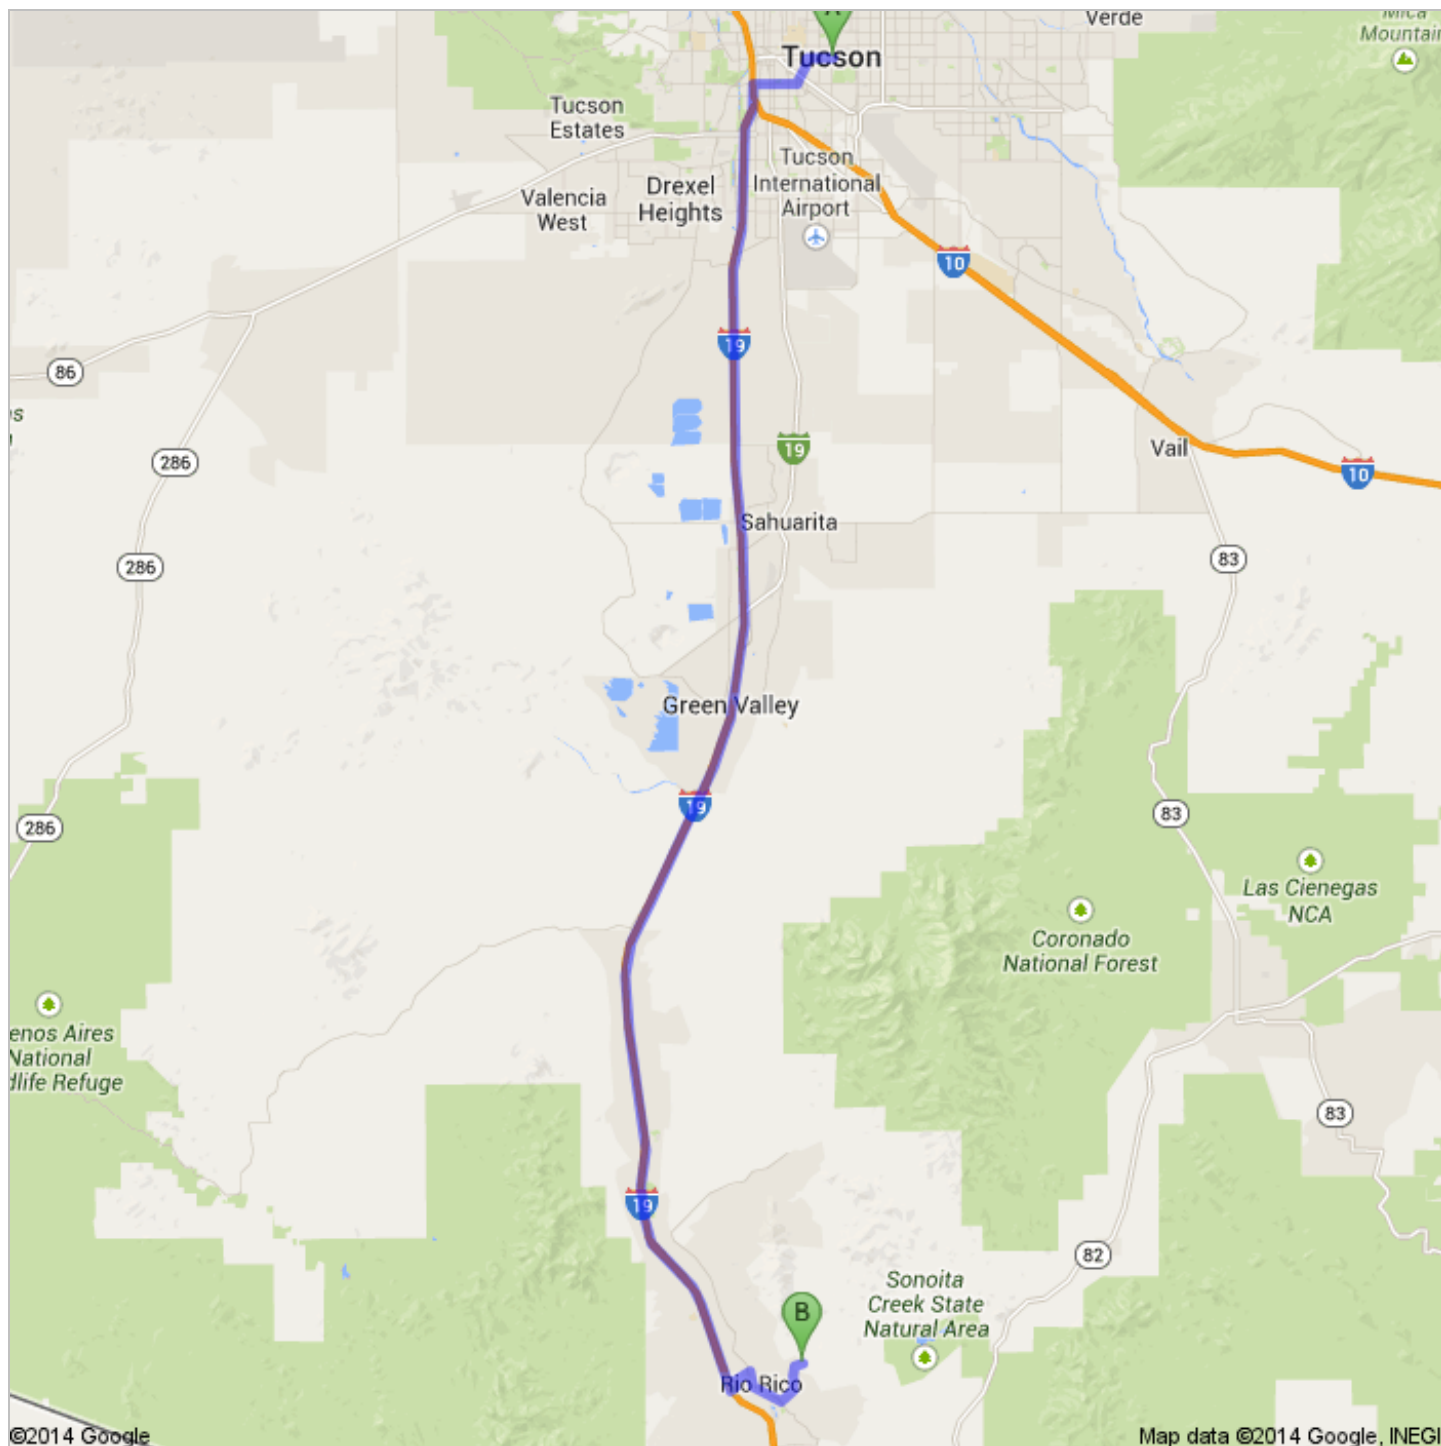 A
Verde
Mica
Mountain
Tucson
Tucson
Estates
Tucson
International
Airport
Drexel
Heights
Valencia
West
10
19
86
19
286
Vail
10
Sahuarita
286
83
Green Valley
19
83
286
Las Cienegas
NCA
Coronado
National Forest
enos Aires
National
dlife Refuge
83
19
82
Sonoita
Creek State
Natural Area
B
Rio Rico
©2014 Google
Map data ©2014 Google, INEGI